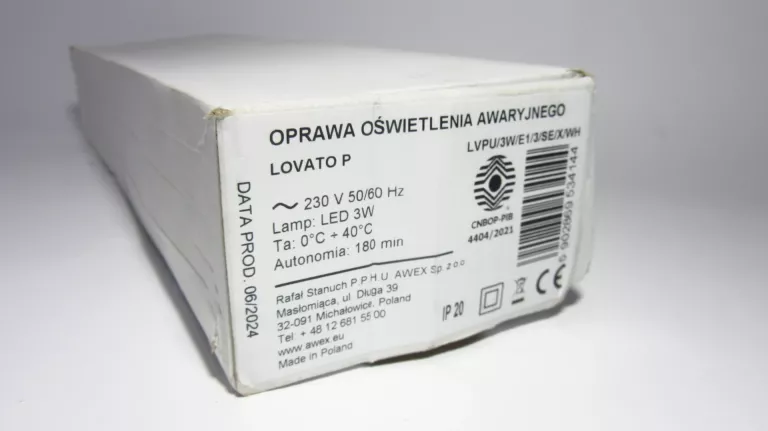 OPRAWA OŚWIETLENIA AWARYJNEGO
LOVATO P
LVPU/3W/E1/3/SE/X/WH
~ 230 V 50/60 Hz
Lamp: LED 3W
Ta: 0°C ÷ 40°C
Autonomia: 180 min
CNBOP-PIB
4404/2021
5 902869 534144
Rafał Stanuch P.P.H.U. AWEX Sp. z o.o
Masłomiąca, ul. Długa 39
32-091 Michałowice, Poland
Tel. + 48 12 681 55 00
www.awex.eu
Made in Poland
IP 20
CE
DATA PROD. 06/2024